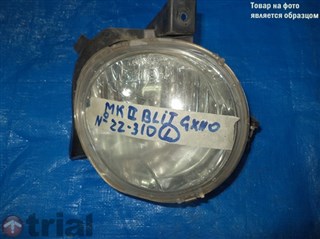 Товар на фото
является образцом
MK II BLIT GX110
Nº 22-310 L
trial